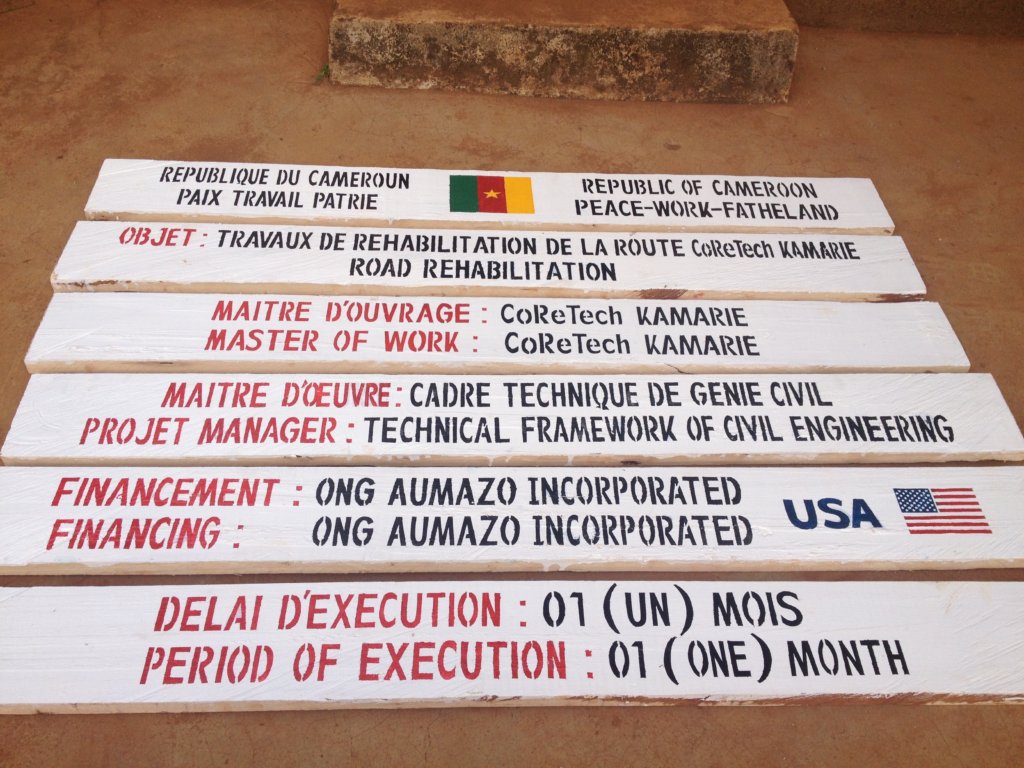 REPUBLIQUE DU CAMEROUN
PAIX TRAVAIL PATRIE
REPUBLIC OF CAMEROON
PEACE-WORK-FATHELAND
OBJET : TRAVAUX DE REHABILITATION DE LA ROUTE CoReTech KAMARIE
ROAD REHABILITATION
MAITRE D'OUVRAGE : CoReTech KAMARIE
MASTER OF WORK : CoReTech KAMARIE
MAITRE D'ŒUVRE : CADRE TECHNIQUE DE GENIE CIVIL
PROJET MANAGER : TECHNICAL FRAMEWORK OF CIVIL ENGINEERING
FINANCEMENT : ONG AUMAZO INCORPORATED
FINANCING : ONG AUMAZO INCORPORATED
USA
DELAI D'EXECUTION : 01 (UN) MOIS
PERIOD OF EXECUTION : 01 (ONE) MONTH